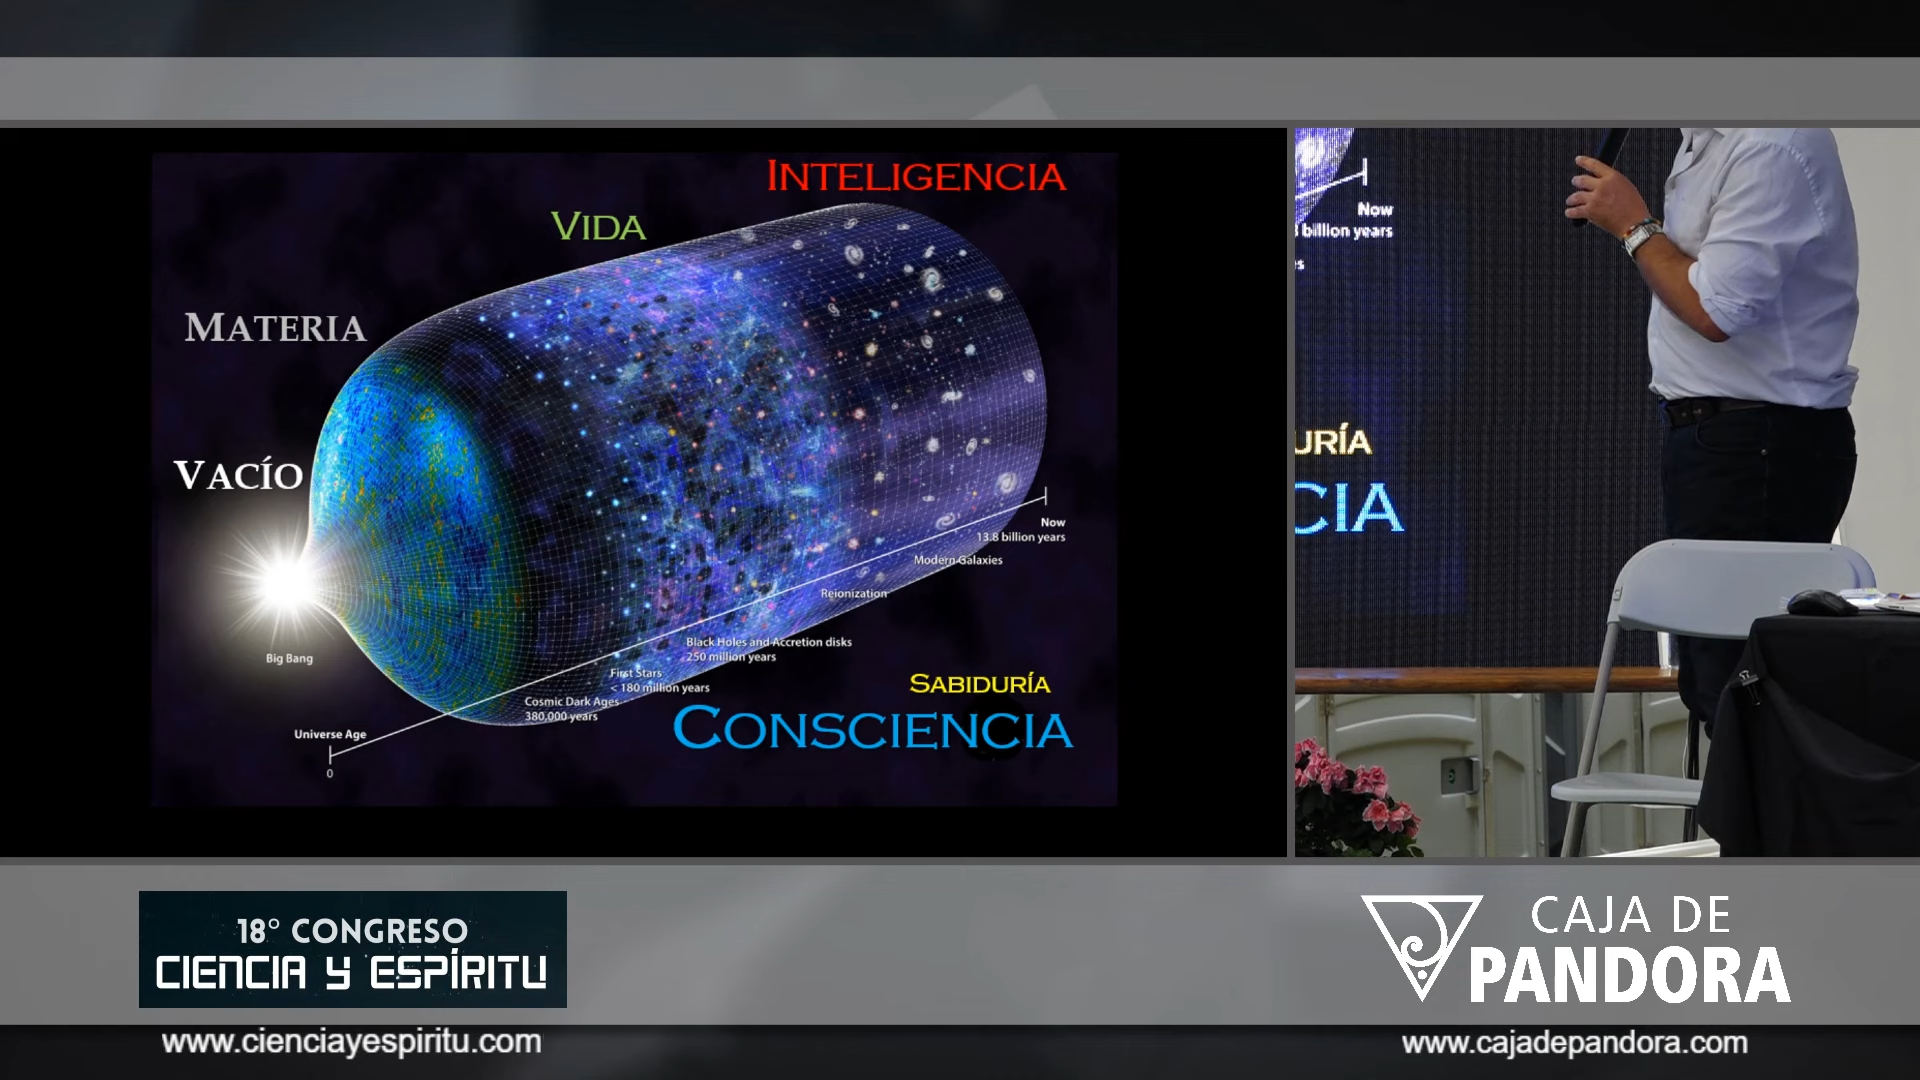 INTELIGENCIA
VIDA
MATERIA
VACÍO
Now
13.8 billion years
Modern Galaxies
Reionization
Black Holes and Accretion disks
250 million years
First Stars
< 180 million years
Cosmic Dark Ages
380,000 years
Big Bang
Universe Age
0
SABIDURÍA
CONSCIENCIA
Now
billion years
URÍA
CIA
18° CONGRESO
CIENCIA Y ESPÍRITU
www.cienciayespiritu.com
CAJA DE
PANDORA
www.cajadepandora.com